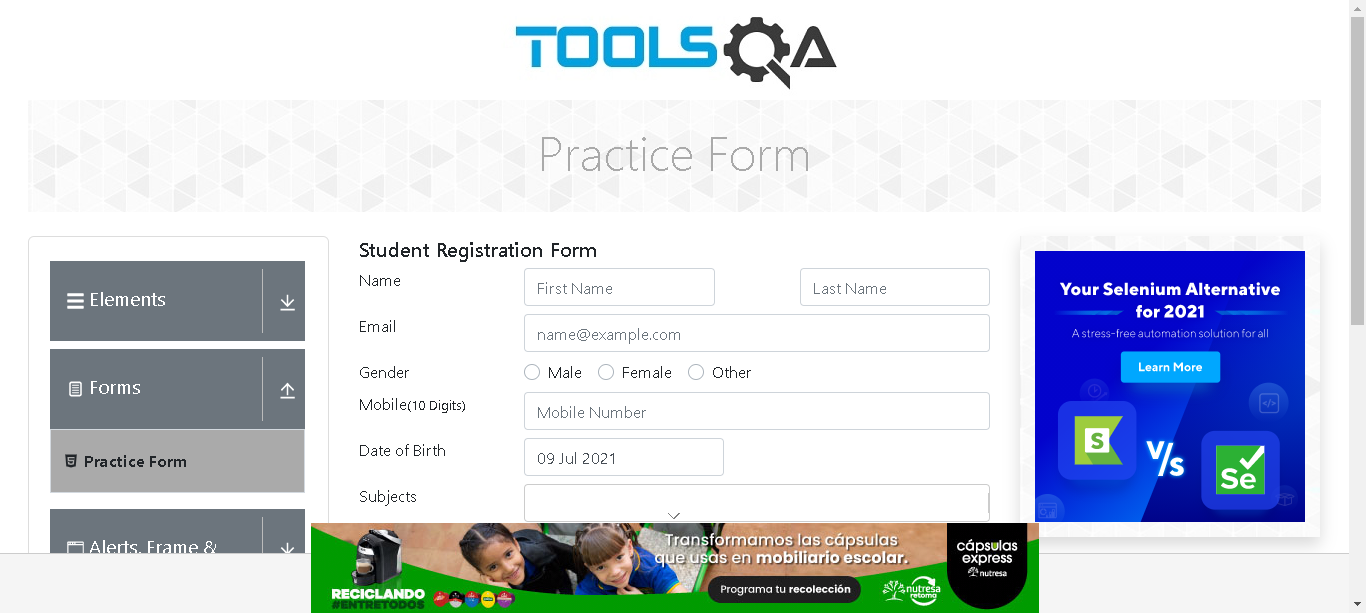 TOOLSQA
Practice Form
Elements
Forms
Practice Form
Alerts, Frame &
Student Registration Form
Name
First Name
Last Name
Email
name@example.com
Gender
Male
Female
Other
Mobile(10 Digits)
Mobile Number
Date of Birth
09 Jul 2021
Subjects
Your Selenium Alternative
for 2021
A stress-free automation solution for all
Learn More
S
V/s
Se
RECICLANDO
#ENTRETODOS
Transformamos las cápsulas
que usas en mobiliario escolar.
Programa tu recolección
nutresa
retoma
cápsulas
express
nutresa